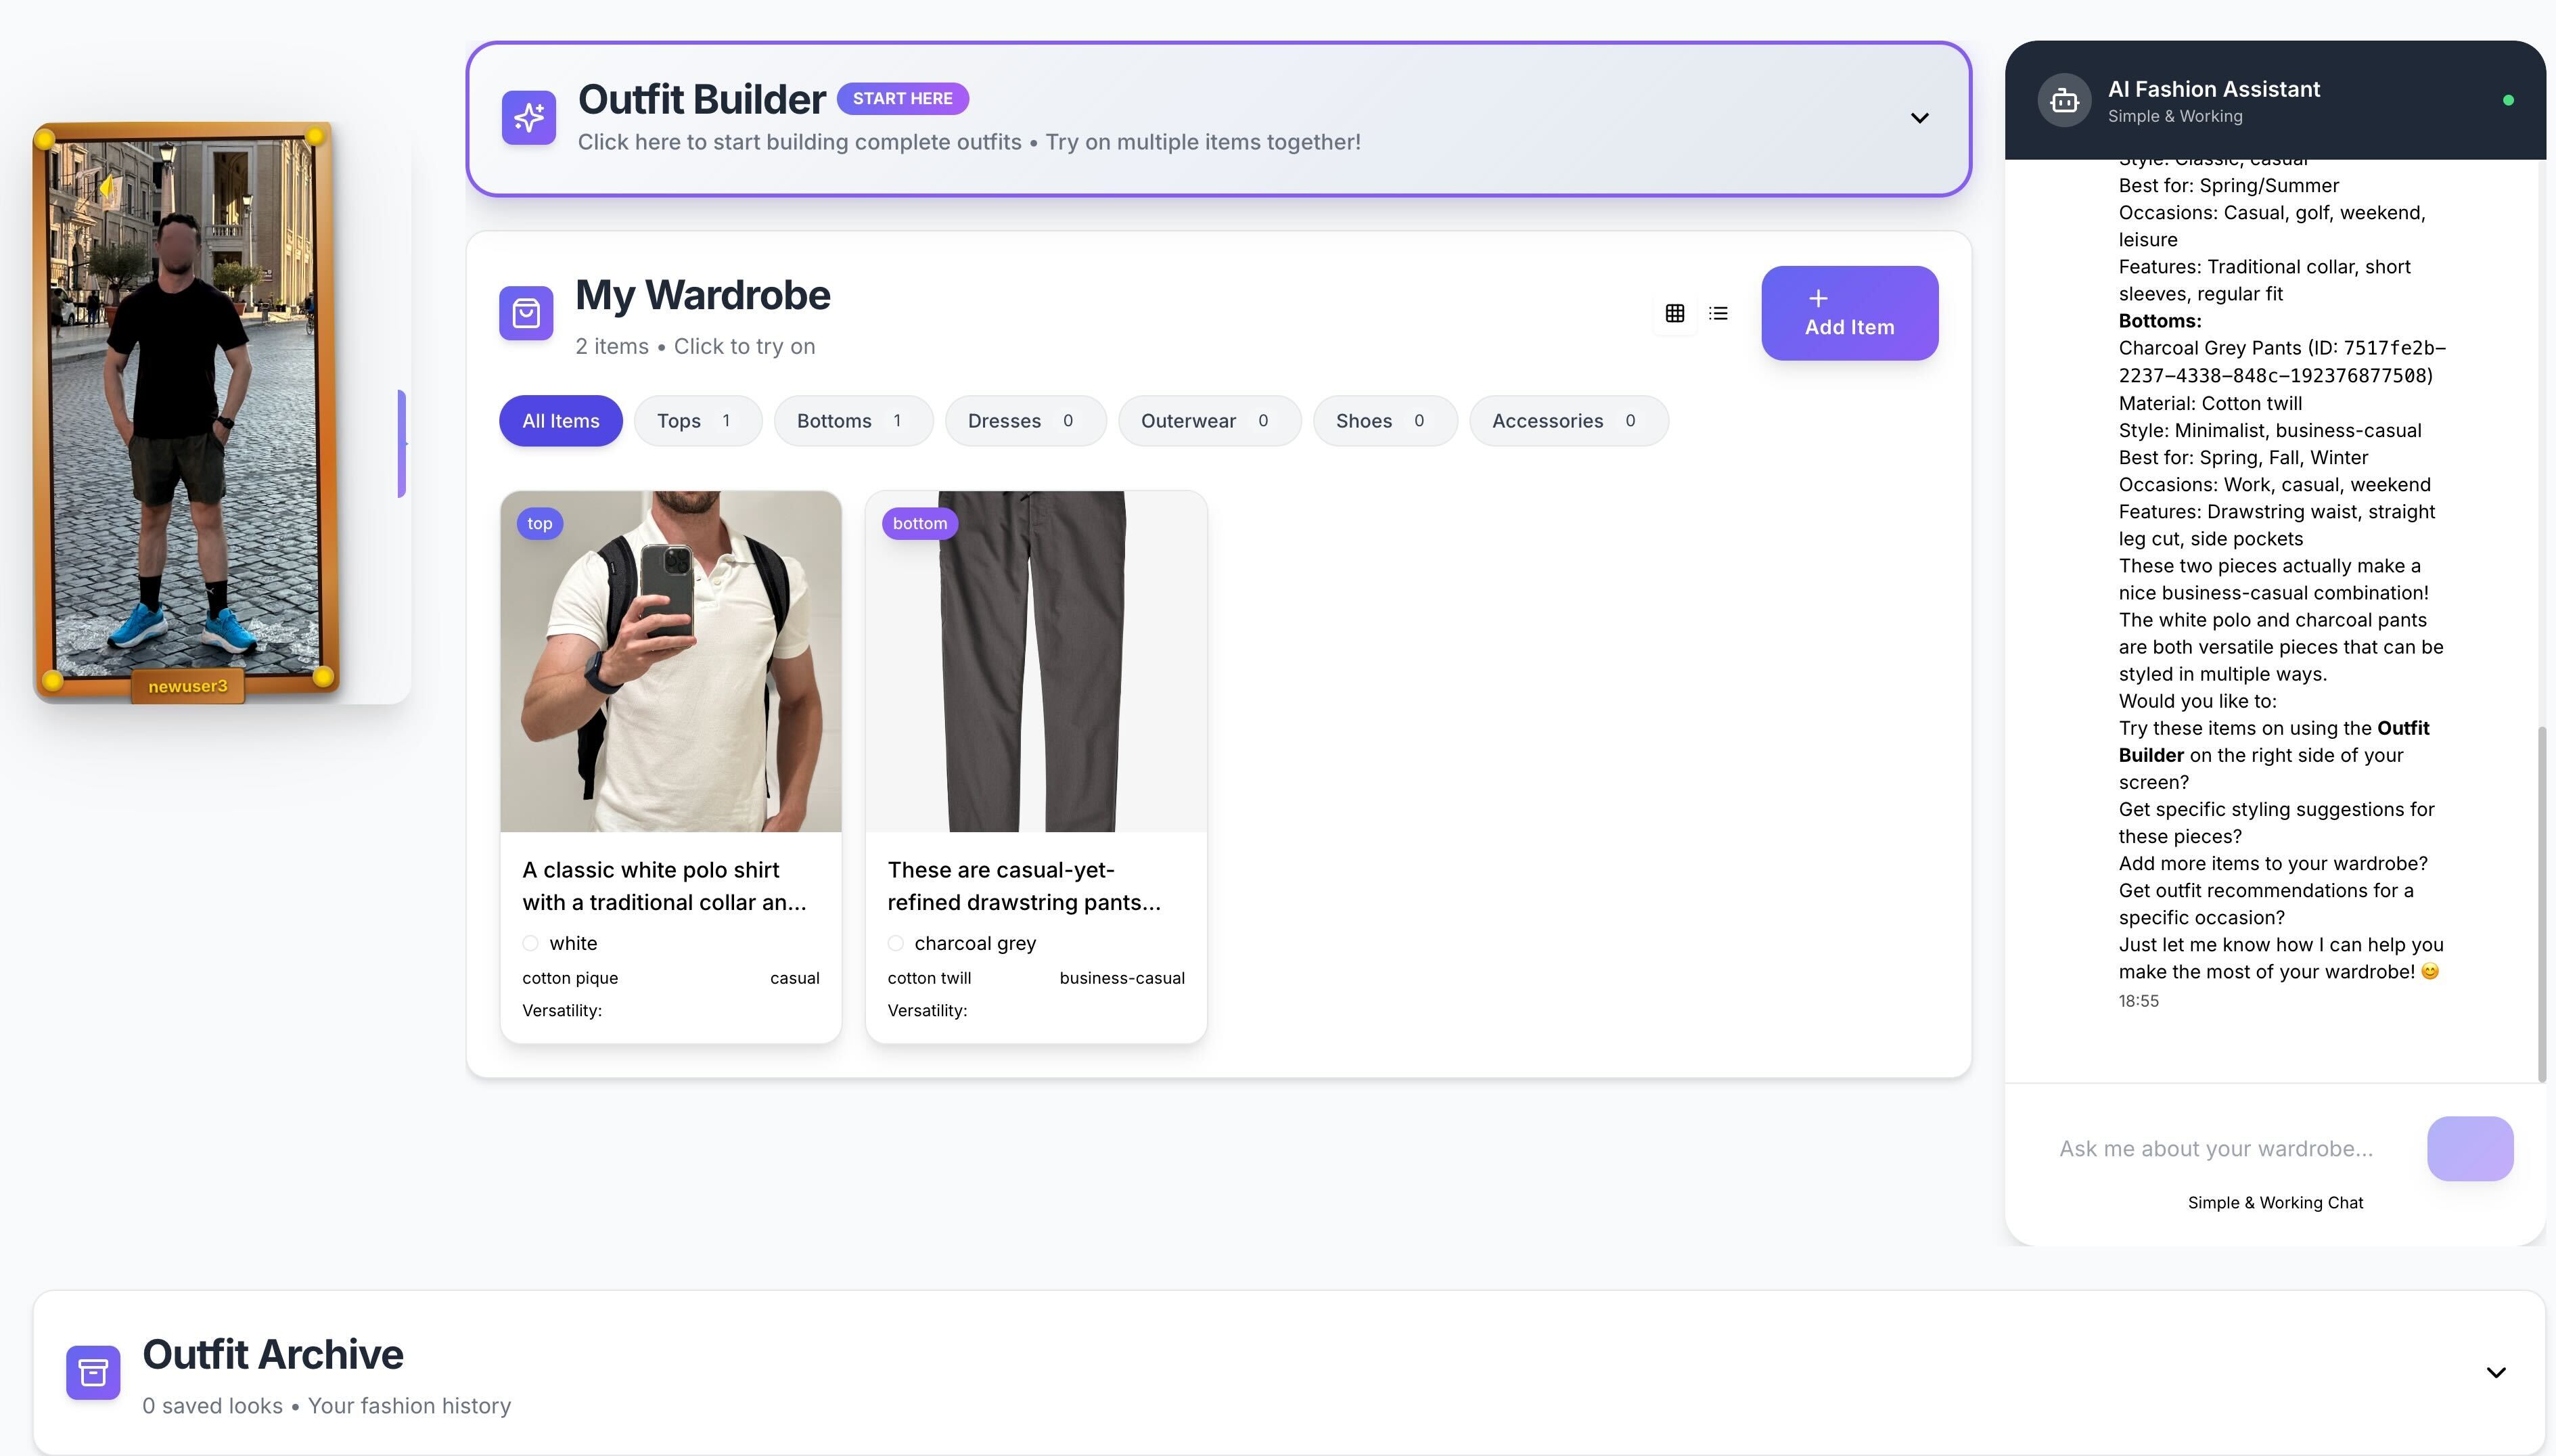 newuser3
Outfit Builder START HERE
Click here to start building complete outfits • Try on multiple items together!
My Wardrobe
2 items • Click to try on
Add Item
All Items
Tops 1
Bottoms 1
Dresses 0
Outerwear 0
Shoes 0
Accessories 0
top
A classic white polo shirt
with a traditional collar an...
white
cotton pique casual
Versatility:
bottom
These are casual-yet-
refined drawstring pants...
charcoal grey
cotton twill business-casual
Versatility:
AI Fashion Assistant
Simple & Working
Style: Classic, casual
Best for: Spring/Summer
Occasions: Casual, golf, weekend,
leisure
Features: Traditional collar, short
sleeves, regular fit
Bottoms:
Charcoal Grey Pants (ID: 7517fe2b-
2237-4338-848c-192376877508)
Material: Cotton twill
Style: Minimalist, business-casual
Best for: Spring, Fall, Winter
Occasions: Work, casual, weekend
Features: Drawstring waist, straight
leg cut, side pockets
These two pieces actually make a
nice business-casual combination!
The white polo and charcoal pants
are both versatile pieces that can be
styled in multiple ways.
Would you like to:
Try these items on using the Outfit
Builder on the right side of your
screen?
Get specific styling suggestions for
these pieces?
Add more items to your wardrobe?
Get outfit recommendations for a
specific occasion?
Just let me know how I can help you
make the most of your wardrobe! 😊
18:55
Ask me about your wardrobe...
Simple & Working Chat
Outfit Archive
0 saved looks • Your fashion history